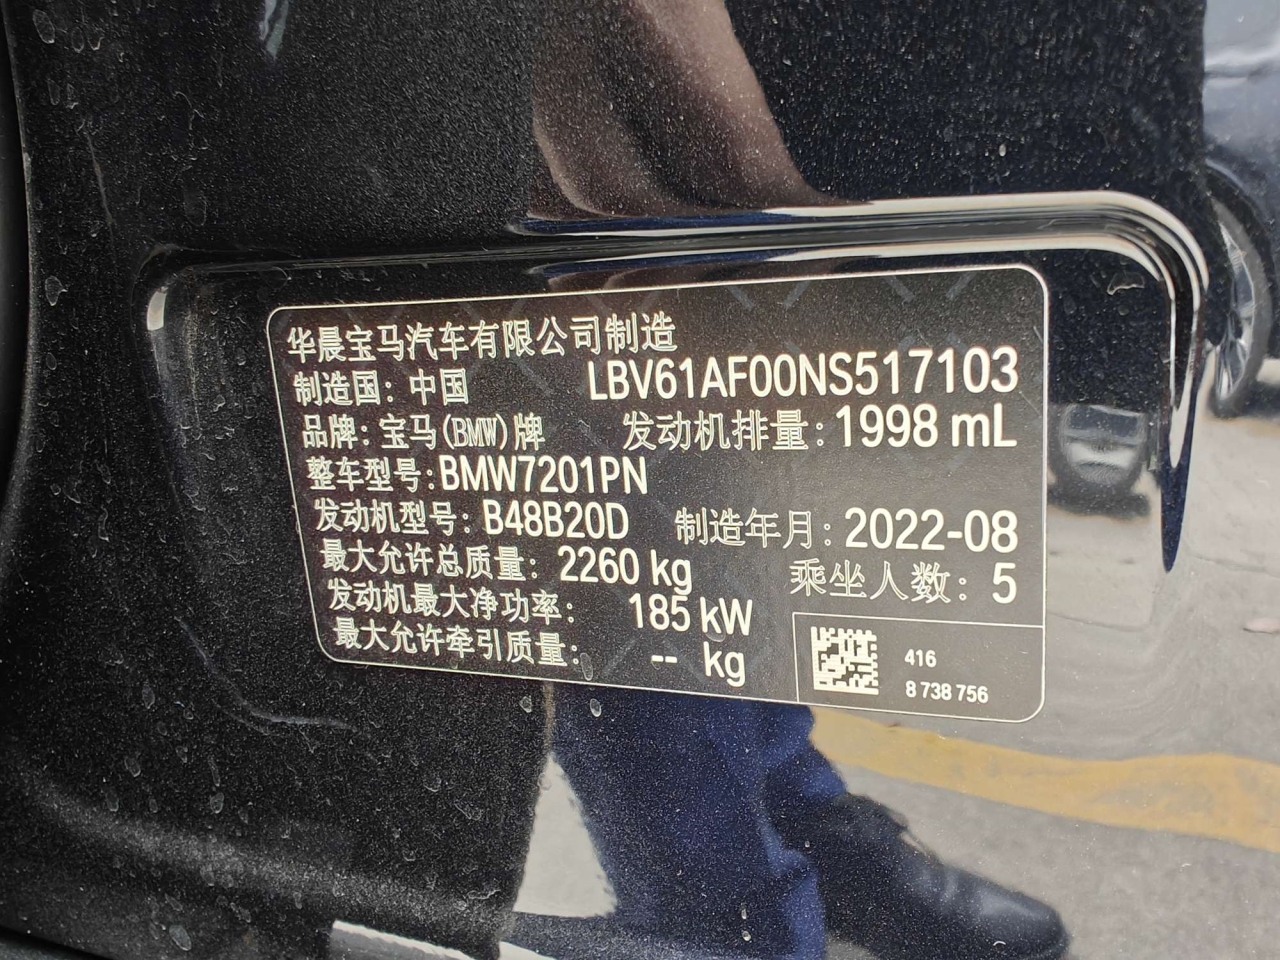 华晨宝马汽车有限公司制造
制造国：中国 LBV61AF00NS517103
品牌：宝马(BMW)牌 发动机排量：1998 mL
整车型号：BMW7201PN
发动机型号：B48B20D 制造年月：2022-08
最大允许总质量：2260 kg 乘坐人数：5
发动机最大净功率：185 kW
最大允许牵引质量：-- kg
416
8 738 756